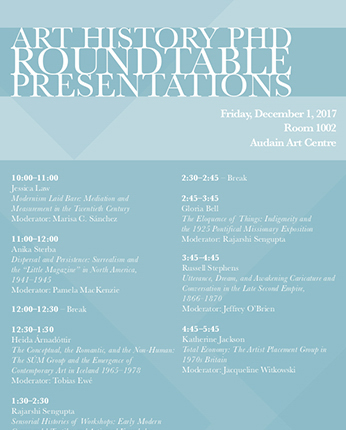 ART HISTORY PHD
ROUNDTABLE
PRESENTATIONS
Friday, December 1, 2017
Room 1002
Audain Art Centre
10:00–11:00
Jessica Law
Modernism Laid Bare: Mediation and
Measurement in the Twentieth Century
Moderator: Marisa C. Sánchez
11:00–12:00
Anika Sterba
Dispersal and Persistence: Surrealism and
the “Little Magazine” in North America,
1941–1945
Moderator: Pamela MacKenzie
12:00–12:30 – Break
12:30–1:30
Heida Arnadóttir
The Conceptual, the Romantic, and the Non-Human:
The SÚM Group and the Emergence of
Contemporary Art in Iceland 1965–1978
Moderator: Tobias Ewé
1:30–2:30
Rajarshi Sengupta
Sensorial Histories of Workshops: Early Modern
2:30–2:45 – Break
2:45–3:45
Gloria Bell
The Eloquence of Things: Indigeneity and
the 1925 Pontifical Missionary Exposition
Moderator: Rajarshi Sengupta
3:45–4:45
Russell Stephens
Utterance, Dream, and Awakening Caricature and
Conversation in the Late Second Empire,
1866–1870
Moderator: Jeffrey O’Brien
4:45–5:45
Katherine Jackson
Total Economy: The Artist Placement Group in
1970s Britain
Moderator: Jacqueline Witkowski